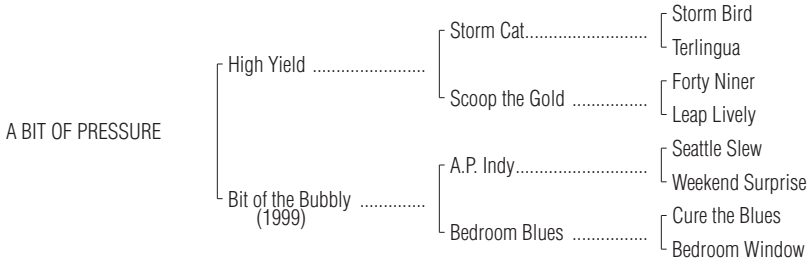 Storm Bird
Storm Cat..........................
Terlingua
High Yield ........................
Forty Niner
Scoop the Gold ................
Leap Lively
A BIT OF PRESSURE
Seattle Slew
A.P. Indy............................
Weekend Surprise
Bit of the Bubbly ..............
(1999)
Cure the Blues
Bedroom Blues ................
Bedroom Window